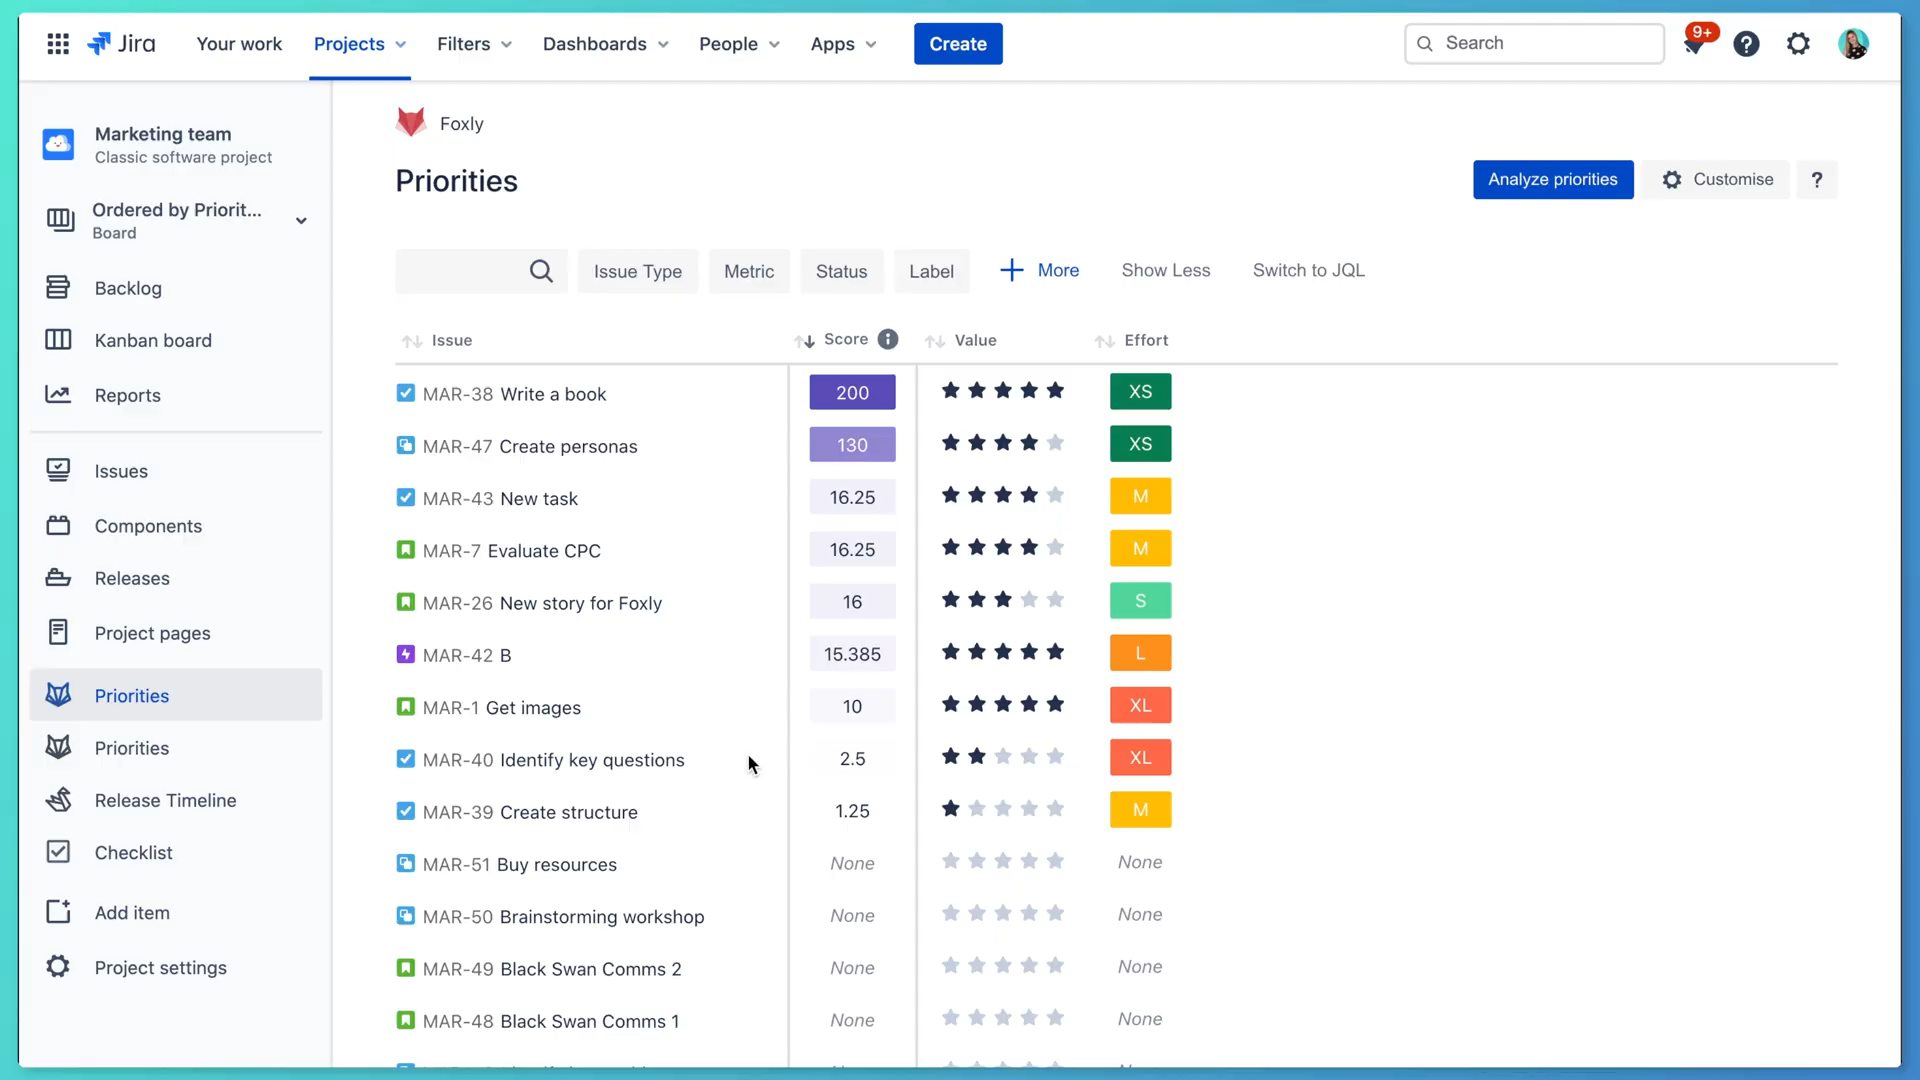 Jira
Your work
Projects
Filters
Dashboards
People
Apps
Create
Search
9+
?
Marketing team
Classic software project
Ordered by Priorit...
Board
Backlog
Kanban board
Reports
Issues
Components
Releases
Project pages
Priorities
Priorities
Release Timeline
Checklist
Add item
Project settings
Foxly
Priorities
Analyze priorities
Customise
?
Issue Type
Metric
Status
Label
More
Show Less
Switch to JQL
Issue Score i Value Effort
MAR-38 Write a book 200 XS
MAR-47 Create personas 130 XS
MAR-43 New task 16.25 M
MAR-7 Evaluate CPC 16.25 M
MAR-26 New story for Foxly 16 S
MAR-42 B 15.385 L
MAR-1 Get images 10 XL
MAR-40 Identify key questions 2.5 XL
MAR-39 Create structure 1.25 M
MAR-51 Buy resources None None
MAR-50 Brainstorming workshop None None
MAR-49 Black Swan Comms 2 None None
MAR-48 Black Swan Comms 1 None None